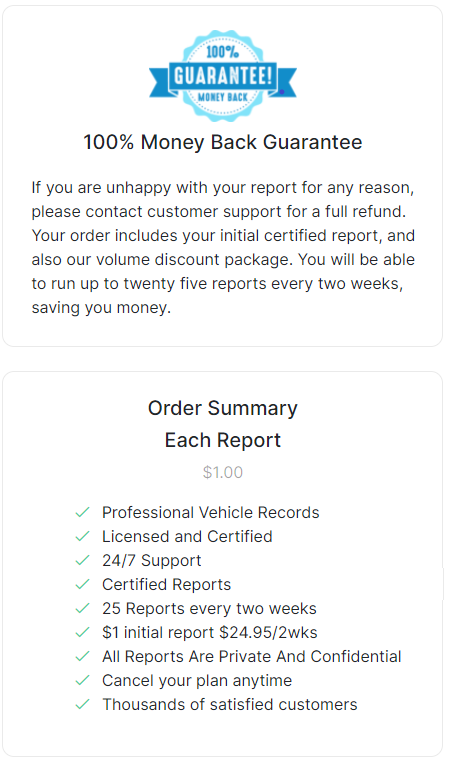 100%
GUARANTEE!
MONEY BACK
100% Money Back Guarantee
If you are unhappy with your report for any reason,
please contact customer support for a full refund.
Your order includes your initial certified report, and
also our volume discount package. You will be able
to run up to twenty five reports every two weeks,
saving you money.
Order Summary
Each Report
$1.00
Professional Vehicle Records
Licensed and Certified
24/7 Support
Certified Reports
25 Reports every two weeks
$1 initial report $24.95/2wks
All Reports Are Private And Confidential
Cancel your plan anytime
Thousands of satisfied customers